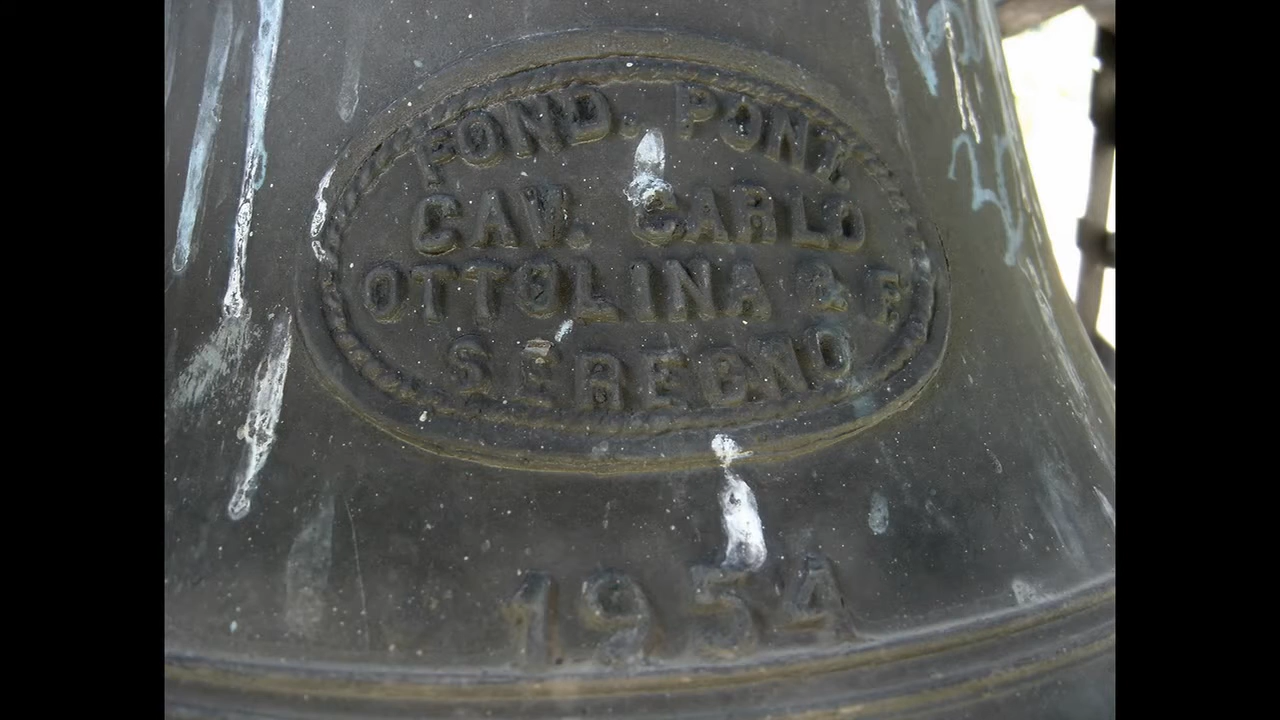 FOND. PONT.
CAV. CARLO
OTTOLINA & F.
SEREGNO
1954